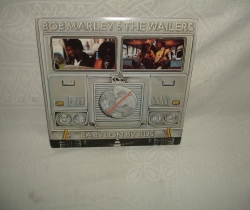 BOB MARLEY & THE WAILERS
BABYLON BY BUS